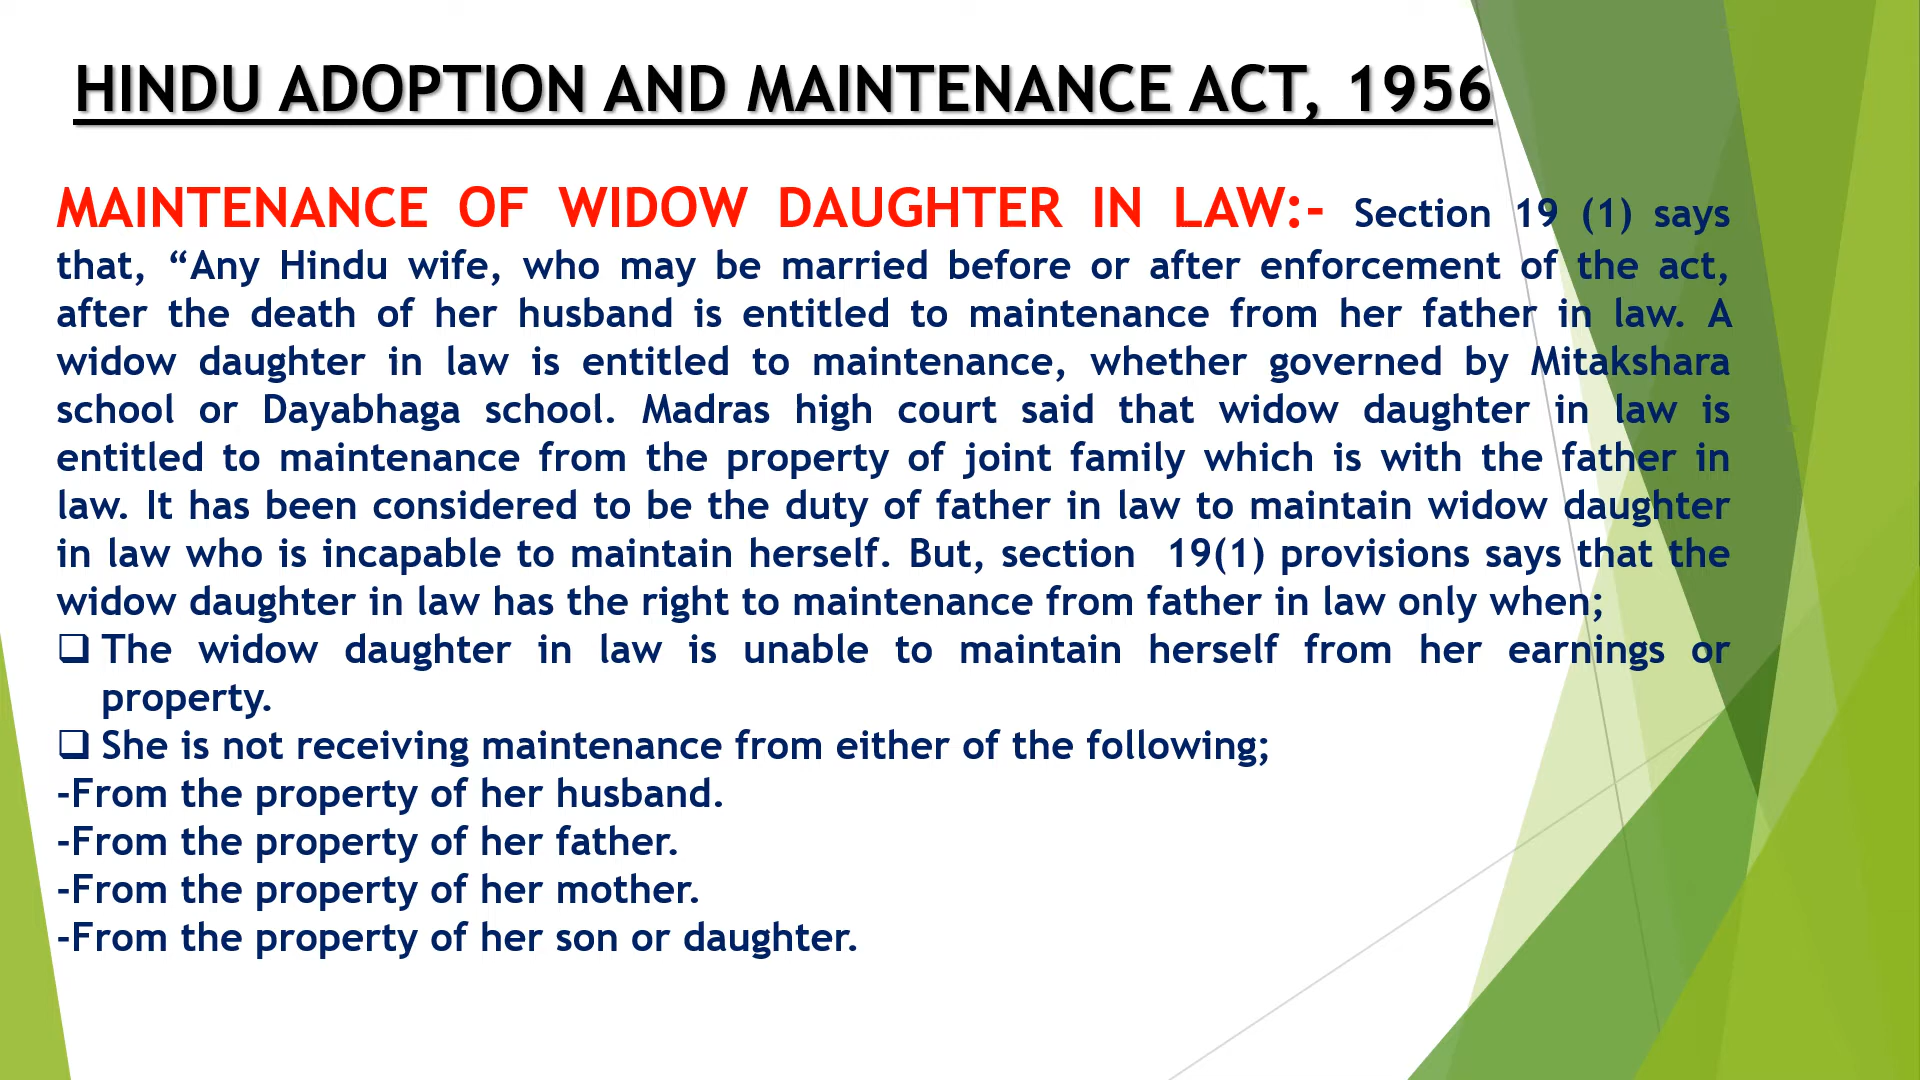 HINDU ADOPTION AND MAINTENANCE ACT, 1956
MAINTENANCE OF WIDOW DAUGHTER IN LAW:- Section 19 (1) says
that, “Any Hindu wife, who may be married before or after enforcement of the act,
after the death of her husband is entitled to maintenance from her father in law. A
widow daughter in law is entitled to maintenance, whether governed by Mitakshara
school or Dayabhaga school. Madras high court said that widow daughter in law is
entitled to maintenance from the property of joint family which is with the father in
law. It has been considered to be the duty of father in law to maintain widow daughter
in law who is incapable to maintain herself. But, section 19(1) provisions says that the
widow daughter in law has the right to maintenance from father in law only when;
❑ The widow daughter in law is unable to maintain herself from her earnings or
property.
❑ She is not receiving maintenance from either of the following;
-From the property of her husband.
-From the property of her father.
-From the property of her mother.
-From the property of her son or daughter.